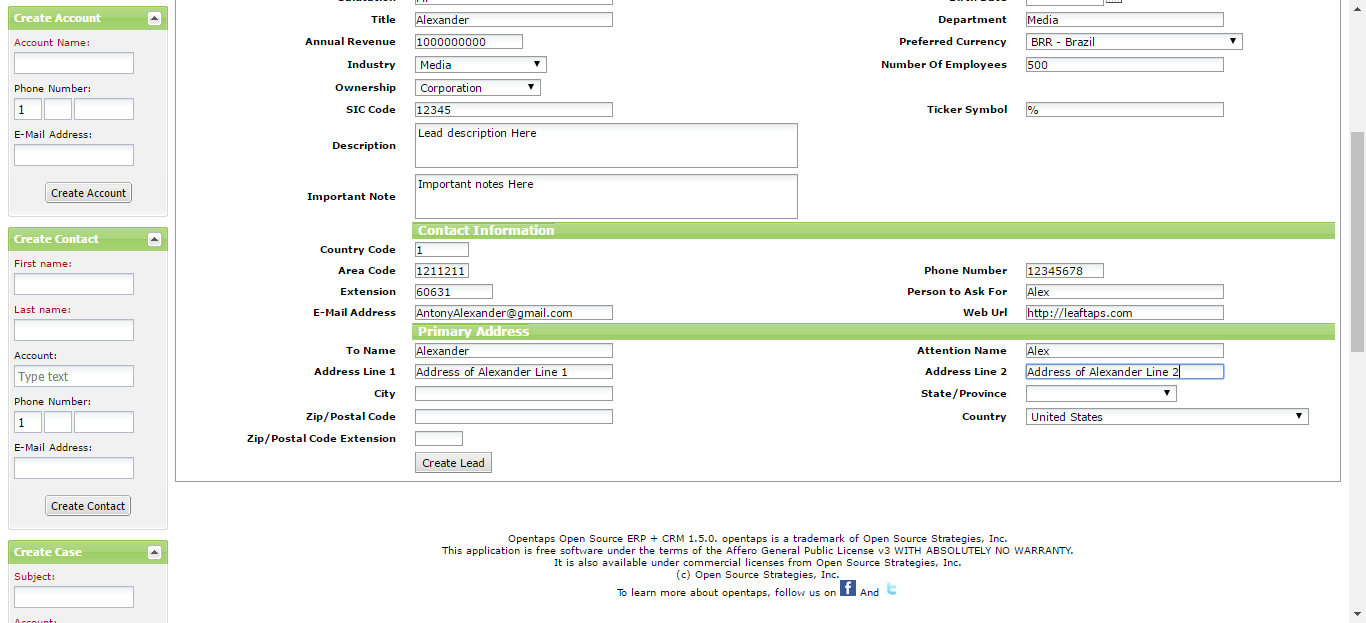 Create Account
Account Name:
Phone Number:
1
E-Mail Address:
Create Account
Create Contact
First name:
Last name:
Account:
Type text
Phone Number:
1
E-Mail Address:
Create Contact
Create Case
Subject:
Title Alexander Department Media
Annual Revenue 1000000000 Preferred Currency BRR - Brazil
Industry Media Number Of Employees 500
Ownership Corporation
SIC Code 12345 Ticker Symbol %
Description Lead description Here
Important Note Important notes Here
Contact Information
Country Code 1
Area Code 1211211 Phone Number 12345678
Extension 60631 Person to Ask For Alex
E-Mail Address AntonyAlexander@gmail.com Web Url http://leaftaps.com
Primary Address
To Name Alexander Attention Name Alex
Address Line 1 Address of Alexander Line 1 Address Line 2 Address of Alexander Line 2
City State/Province
Zip/Postal Code Country United States
Zip/Postal Code Extension
Create Lead
Opentaps Open Source ERP + CRM 1.5.0. opentaps is a trademark of Open Source Strategies, Inc.
This application is free software under the terms of the Affero General Public License v3 WITH ABSOLUTELY NO WARRANTY.
It is also available under commercial licenses from Open Source Strategies, Inc.
(c) Open Source Strategies, Inc.
To learn more about opentaps, follow us on f And t